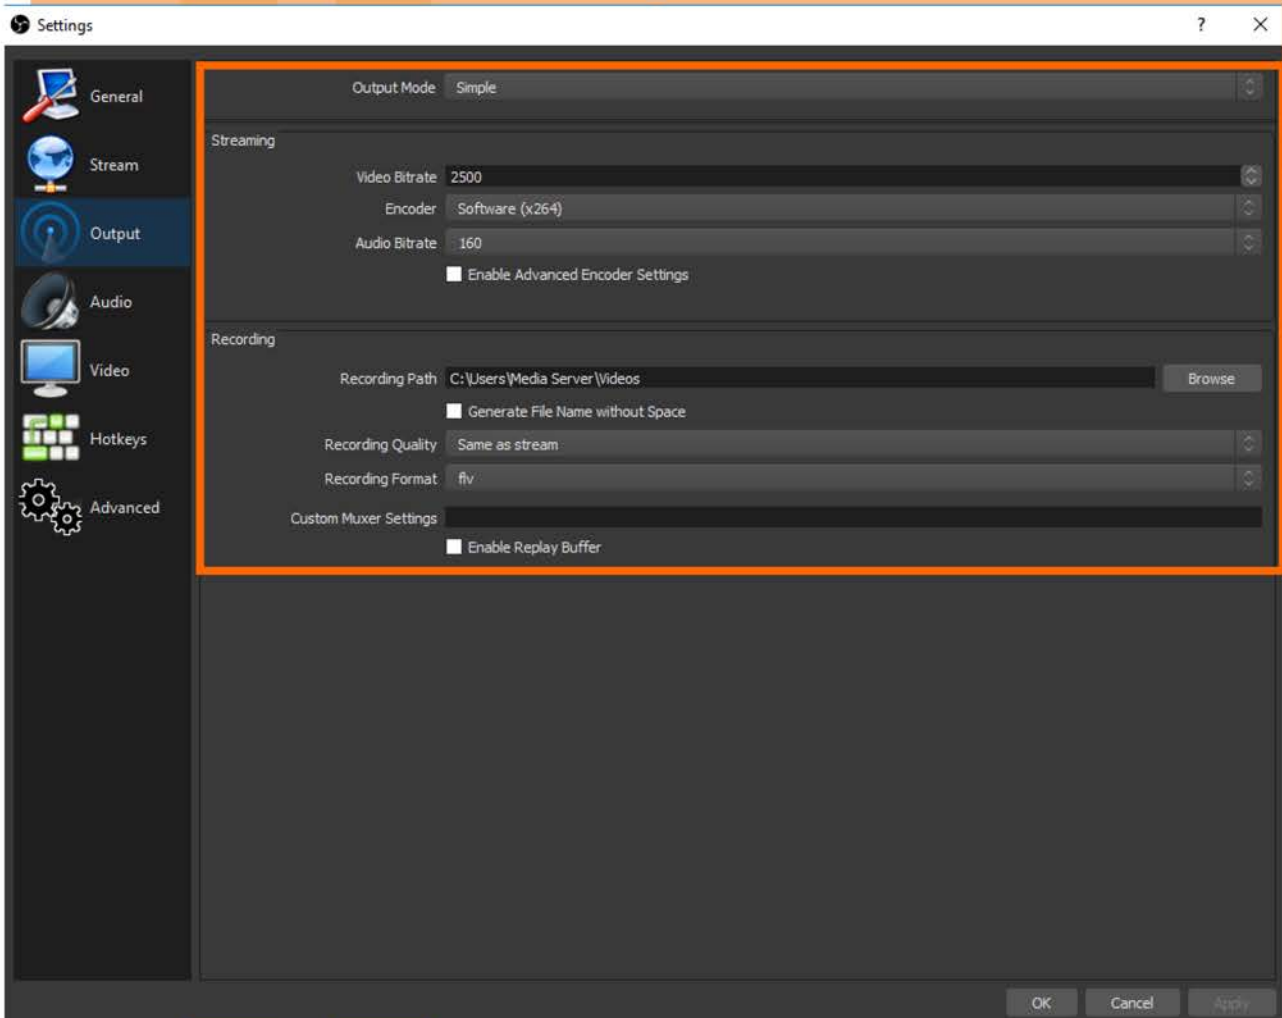 Settings
?
General
Stream
Output
Audio
Video
Hotkeys
Advanced
Output Mode Simple
Streaming
Video Bitrate 2500
Encoder Software (x264)
Audio Bitrate 160
Enable Advanced Encoder Settings
Recording
Recording Path C:\Users\Media Server\Videos Browse
Generate File Name without Space
Recording Quality Same as stream
Recording Format flv
Custom Muxer Settings
Enable Replay Buffer
OK Cancel Apply